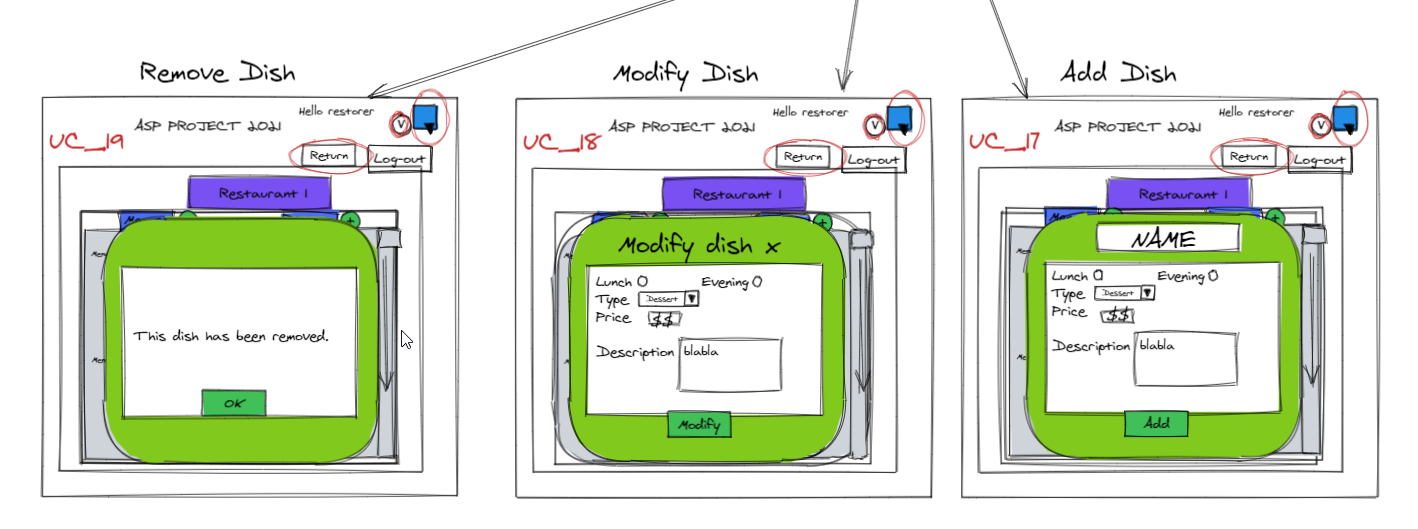 Remove Dish
Hello restorer
V
ASP PROJECT 2021
UC_19
Return
Log-out
Restaurant 1
+
This dish has been removed.
OK
Modify Dish
Hello restorer
V
ASP PROJECT 2021
UC_18
Return
Log-out
Restaurant 1
+
Modify dish x
Lunch
Evening
Type
Dessert
Price
$$
Description
blabla
Modify
Add Dish
Hello restorer
V
ASP PROJECT 2021
UC_17
Return
Log-out
Restaurant 1
+
NAME
Lunch
Evening
Type
Dessert
Price
$$
Description
blabla
Add